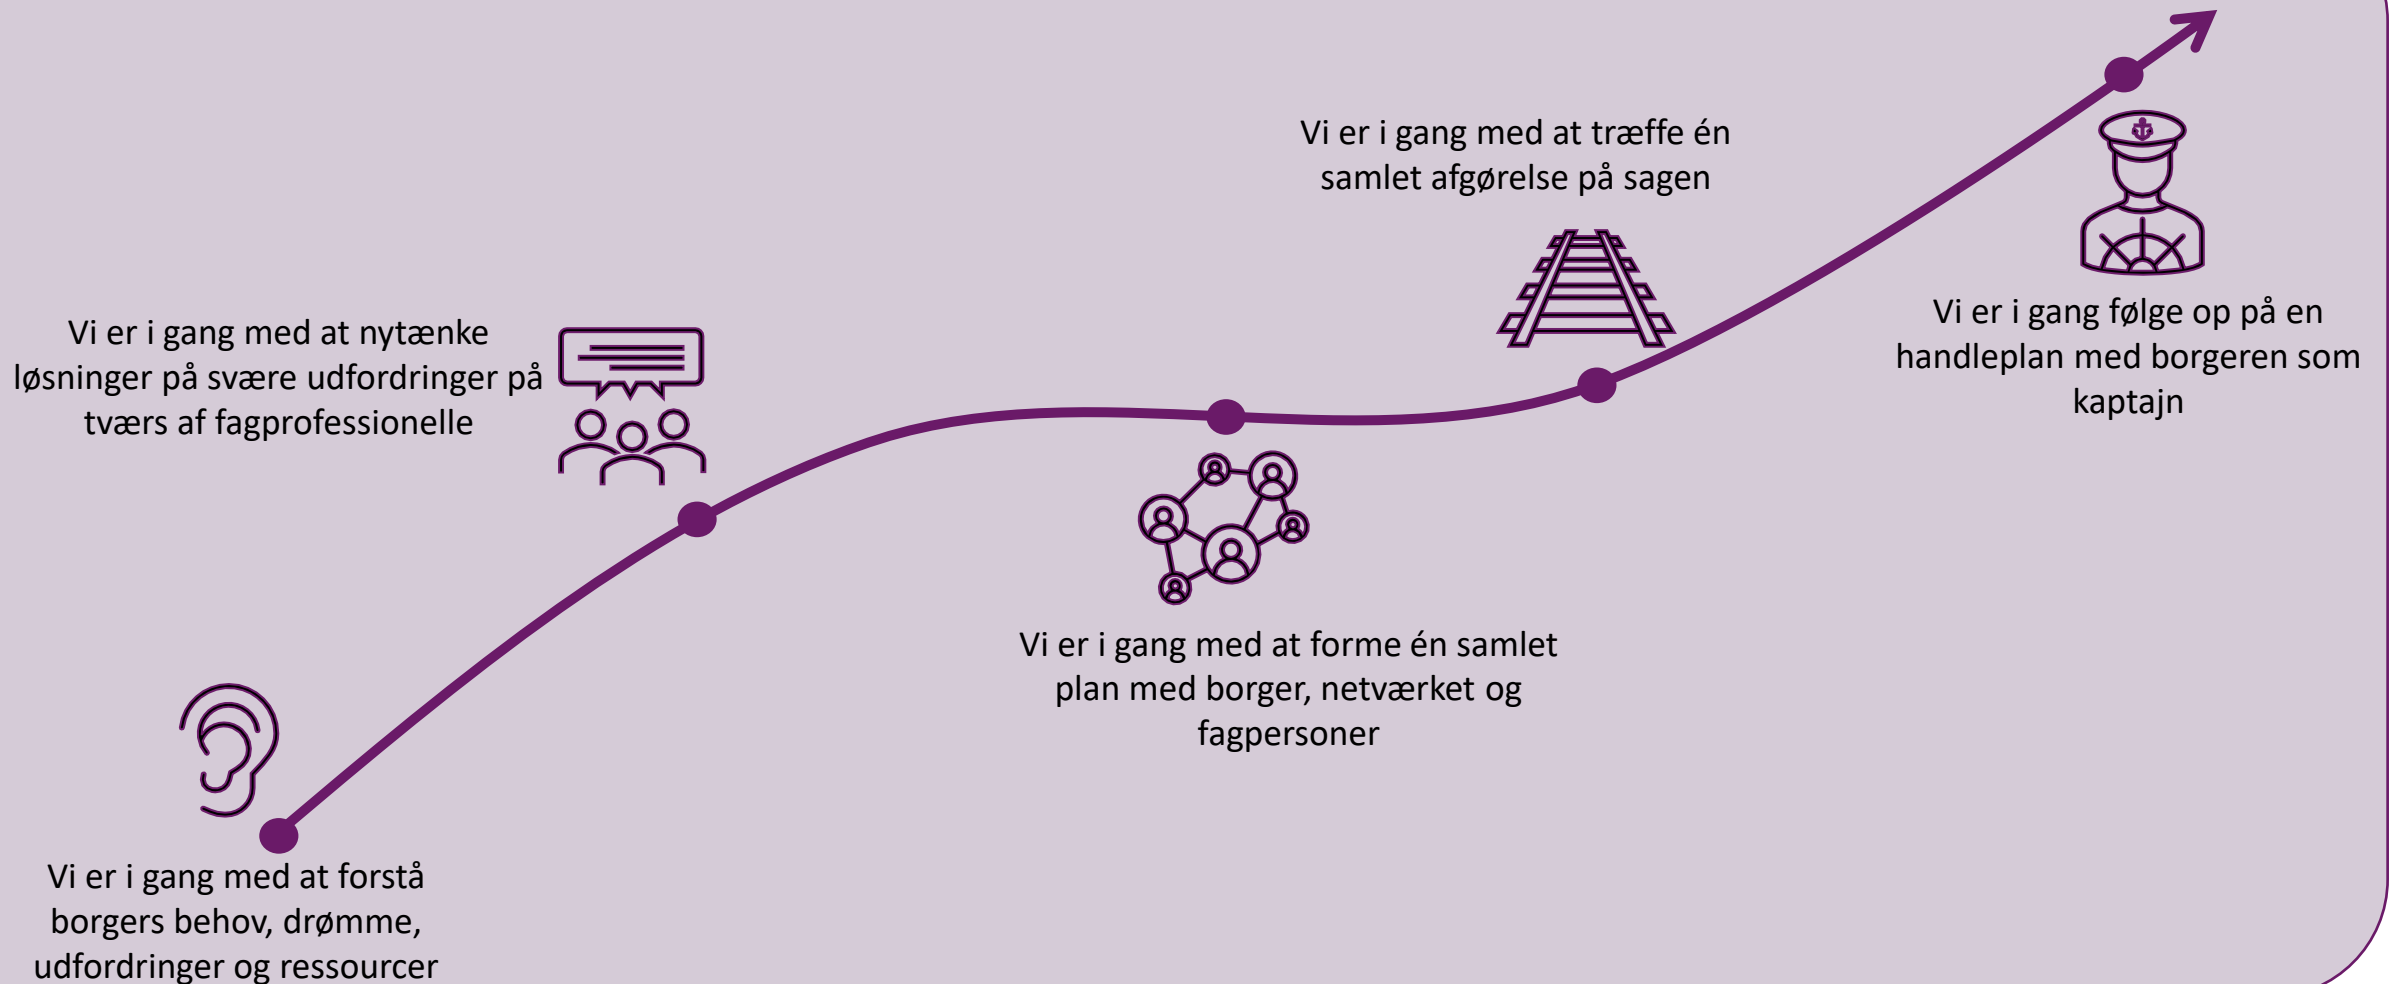 Vi er i gang med at forstå
borgers behov, drømme,
udfordringer og ressourcer
Vi er i gang med at nytænke
løsninger på svære udfordringer på
tværs af fagprofessionelle
Vi er i gang med at forme én samlet
plan med borger, netværket og
fagpersoner
Vi er i gang med at træffe én
samlet afgørelse på sagen
Vi er i gang følge op på en
handleplan med borgeren som
kaptajn